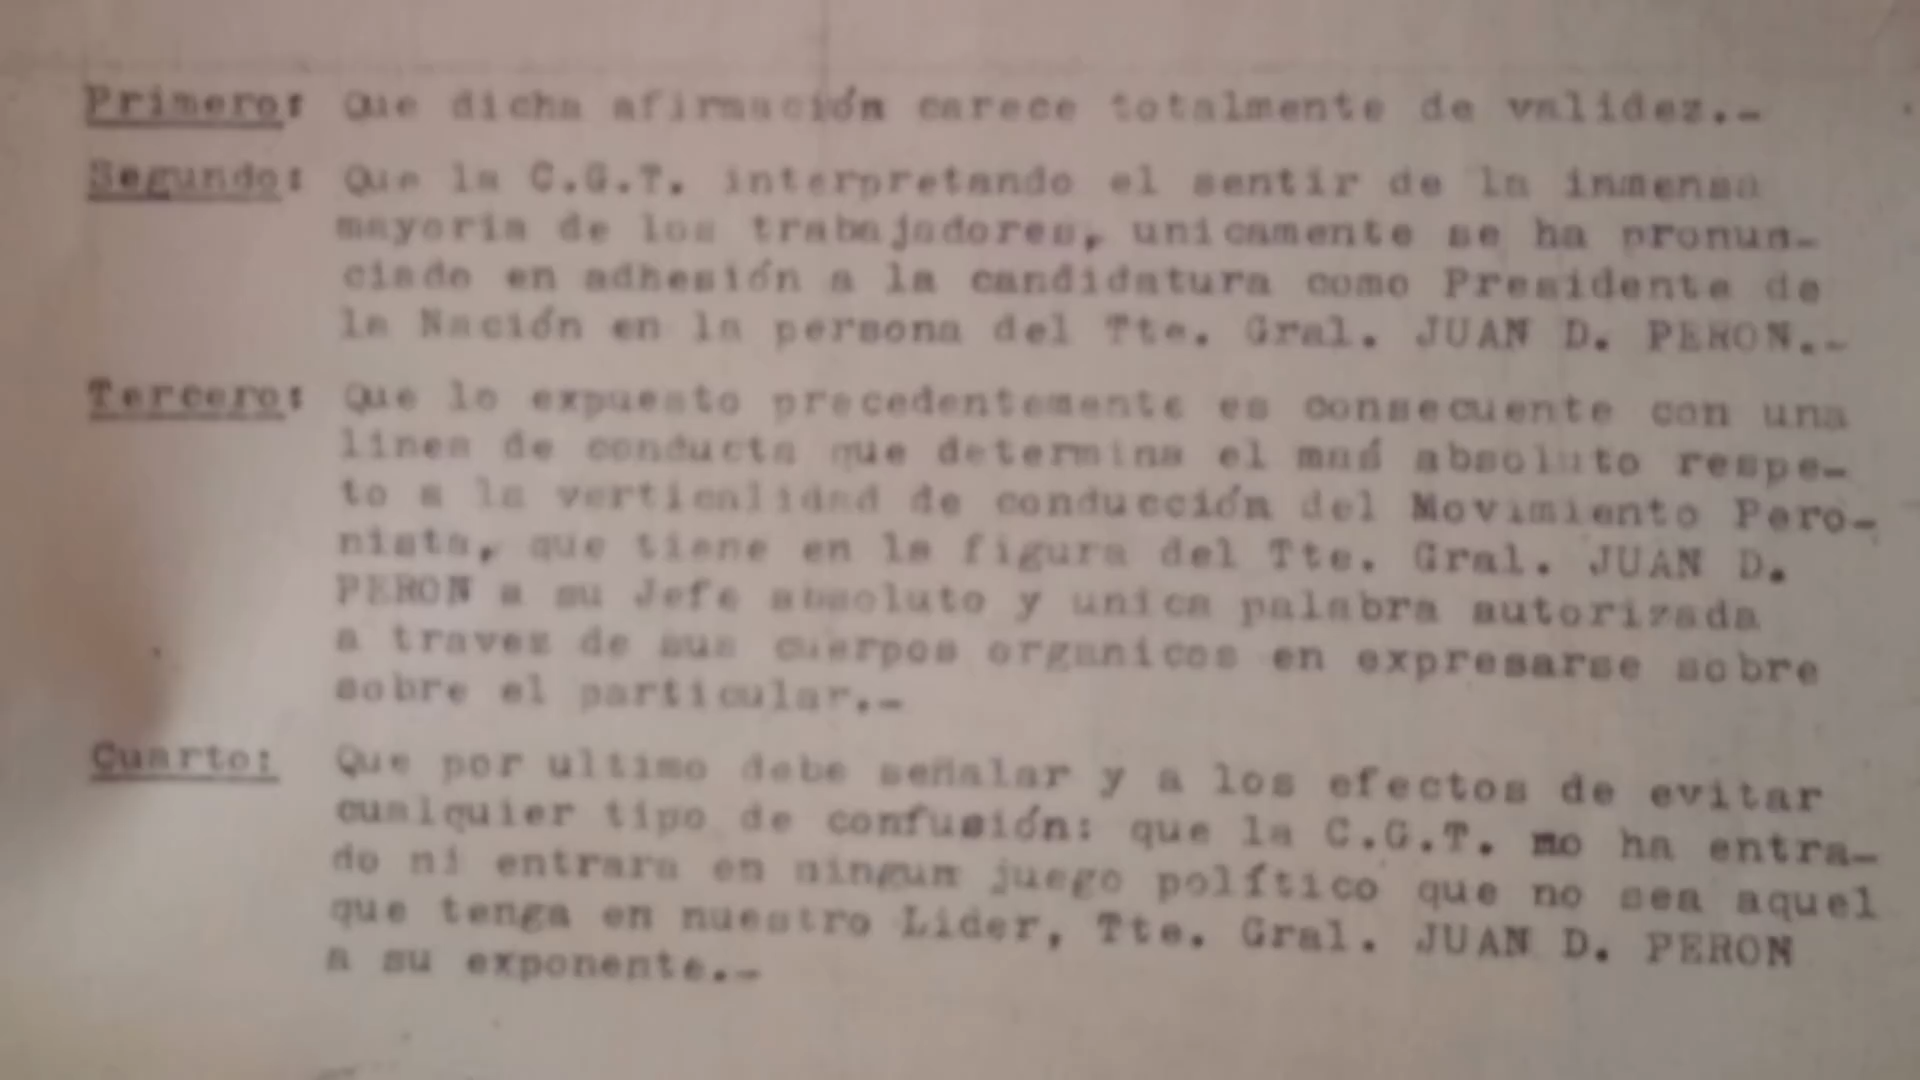 Primero: Que dicha afirmación carece totalmente de validez.-
Segundo: Que la C.G.T. interpretando el sentir de la inmensa
mayoria de los trabajadores, unicamente se ha pronun-
ciado en adhesión a la candidatura como Presidente de
la Nación en la persona del Tte. Gral. JUAN D. PERON.-
Tercero: Que lo expuesto precedentemente es consecuente con una
linea de conducta que determina el maś absoluto respe-
to a la verticalidad de conducción del Movimiento Pero-
nista, que tiene en la figura del Tte. Gral. JUAN D.
PERON a su Jefe absoluto y unica palabra autorizada
a travez de sus cuerpos organicos en expresarse sobre
sobre el particular.-
Cuarto: Que por ultimo debe señalar y a los efectos de evitar
cualquier tipo de confusión: que la C.G.T. no ha entra-
do ni entrara en ningun juego polítíco que no sea aquel
que tenga en nuestro Lider, Tte. Gral. JUAN D. PERON
a su exponente.-